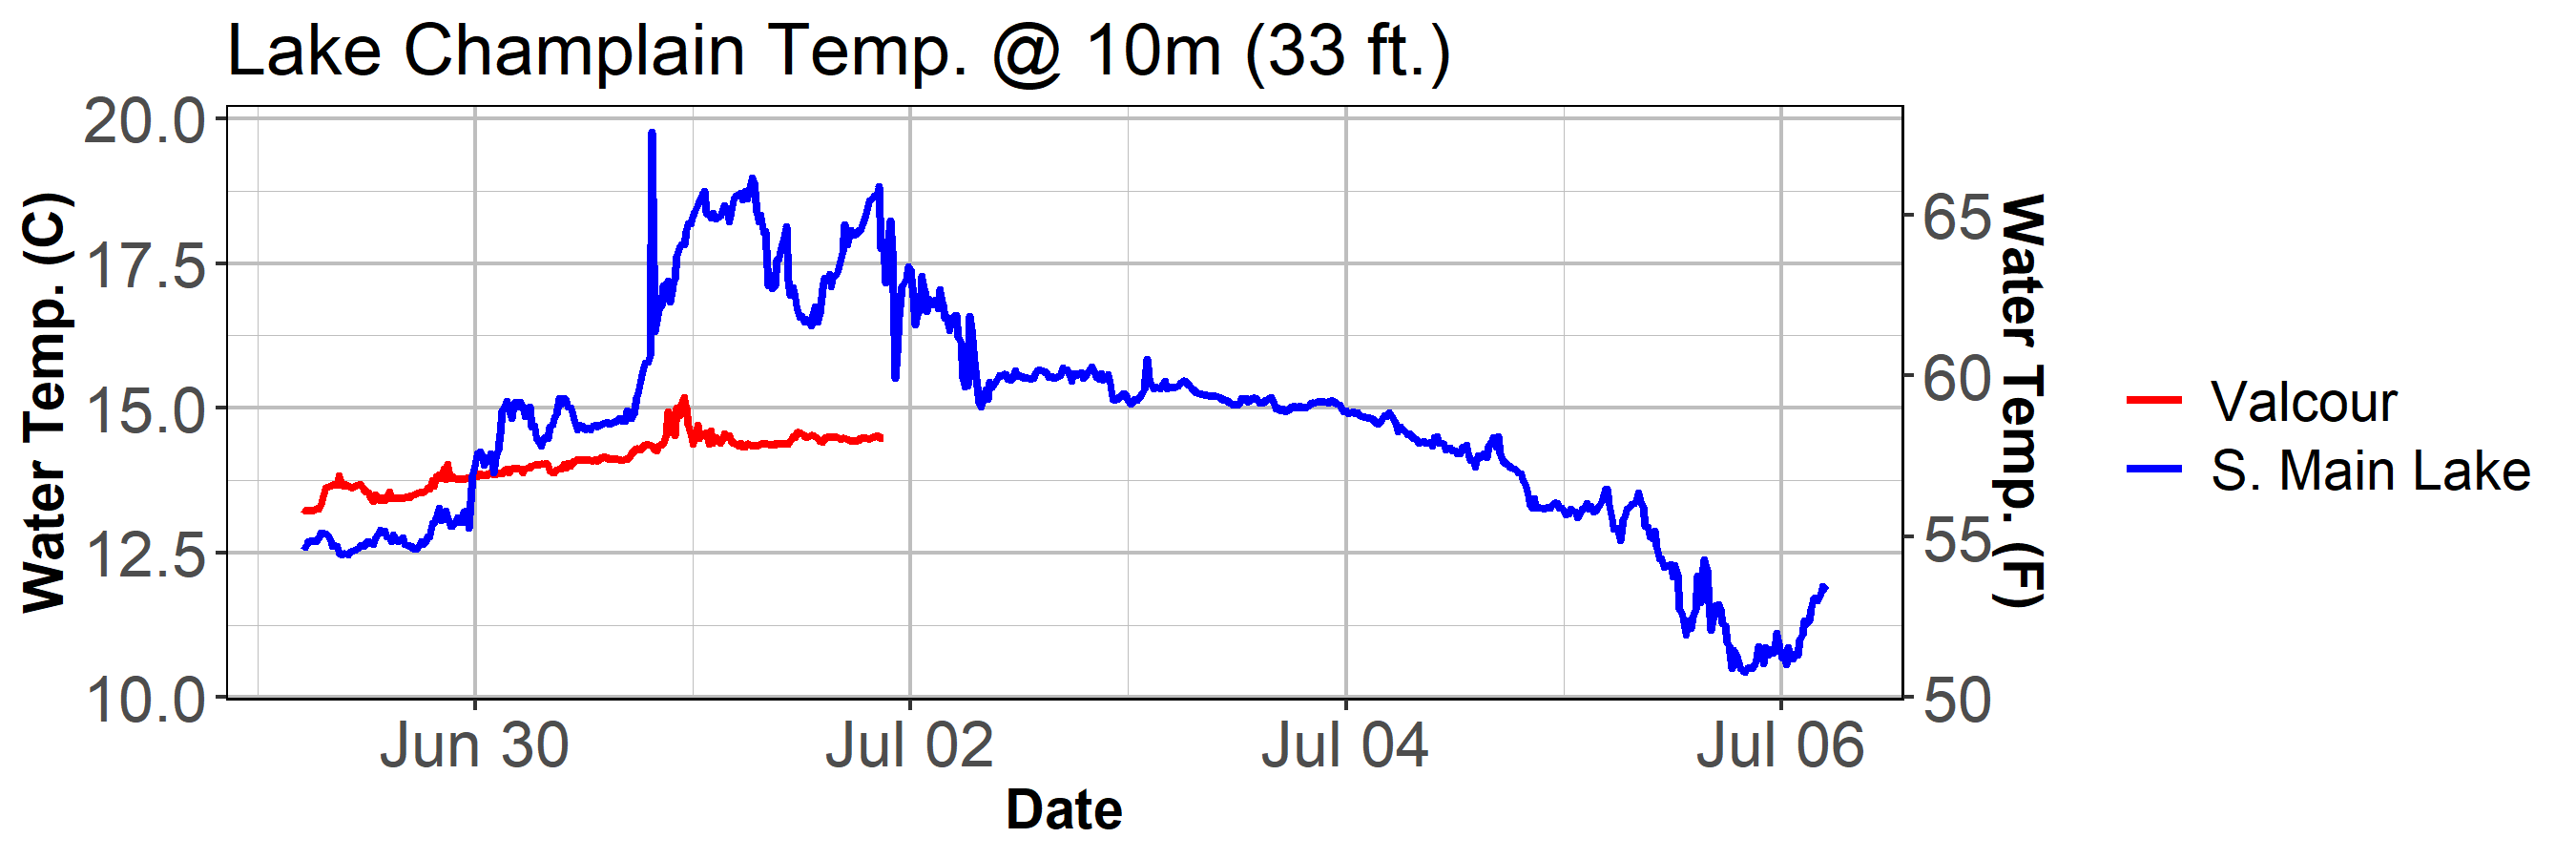 Lake Champlain Temp. @ 10m (33 ft.)
Water Temp. (C)
20.0
17.5
15.0
12.5
10.0
65
60
55
50
Water Temp. (F)
Jun 30
Jul 02
Jul 04
Jul 06
Date
Valcour
S. Main Lake